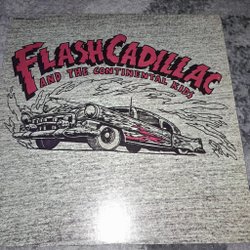 FLASH CADILLAC
AND THE CONTINENTAL KIDS